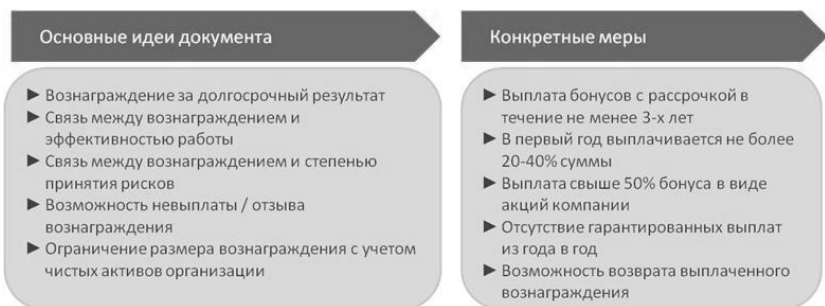 Основные идеи документа
► Вознаграждение за долгосрочный результат
► Связь между вознаграждением и
эффективностью работы
► Связь между вознаграждением и степенью
принятия рисков
► Возможность невыплаты / отзыва
вознаграждения
► Ограничение размера вознаграждения с учетом
чистых активов организации
Конкретные меры
► Выплата бонусов с рассрочкой в
течение не менее 3-х лет
► В первый год выплачивается не более
20-40% суммы
► Выплата свыше 50% бонуса в виде
акций компании
► Отсутствие гарантированных выплат
из года в год
► Возможность возврата выплаченного
вознаграждения